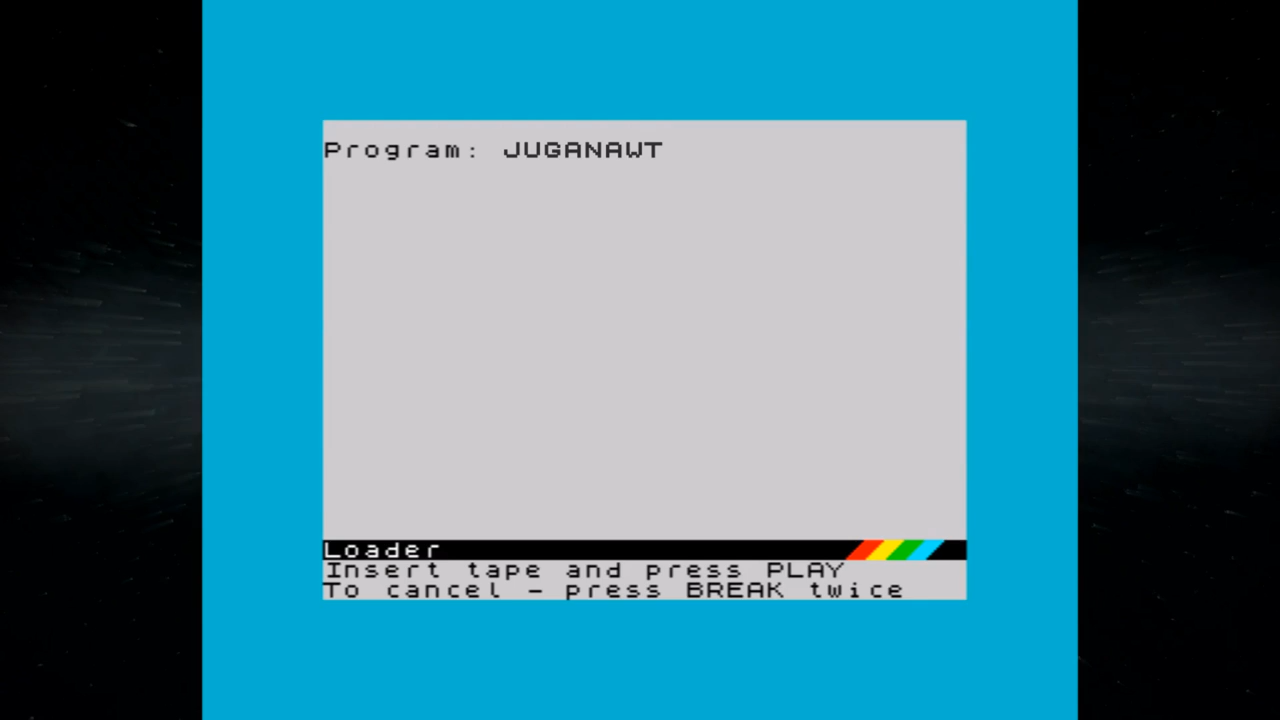 Program: JUGANAWT
Loader
Insert tape and press PLAY
To cancel - press BREAK twice